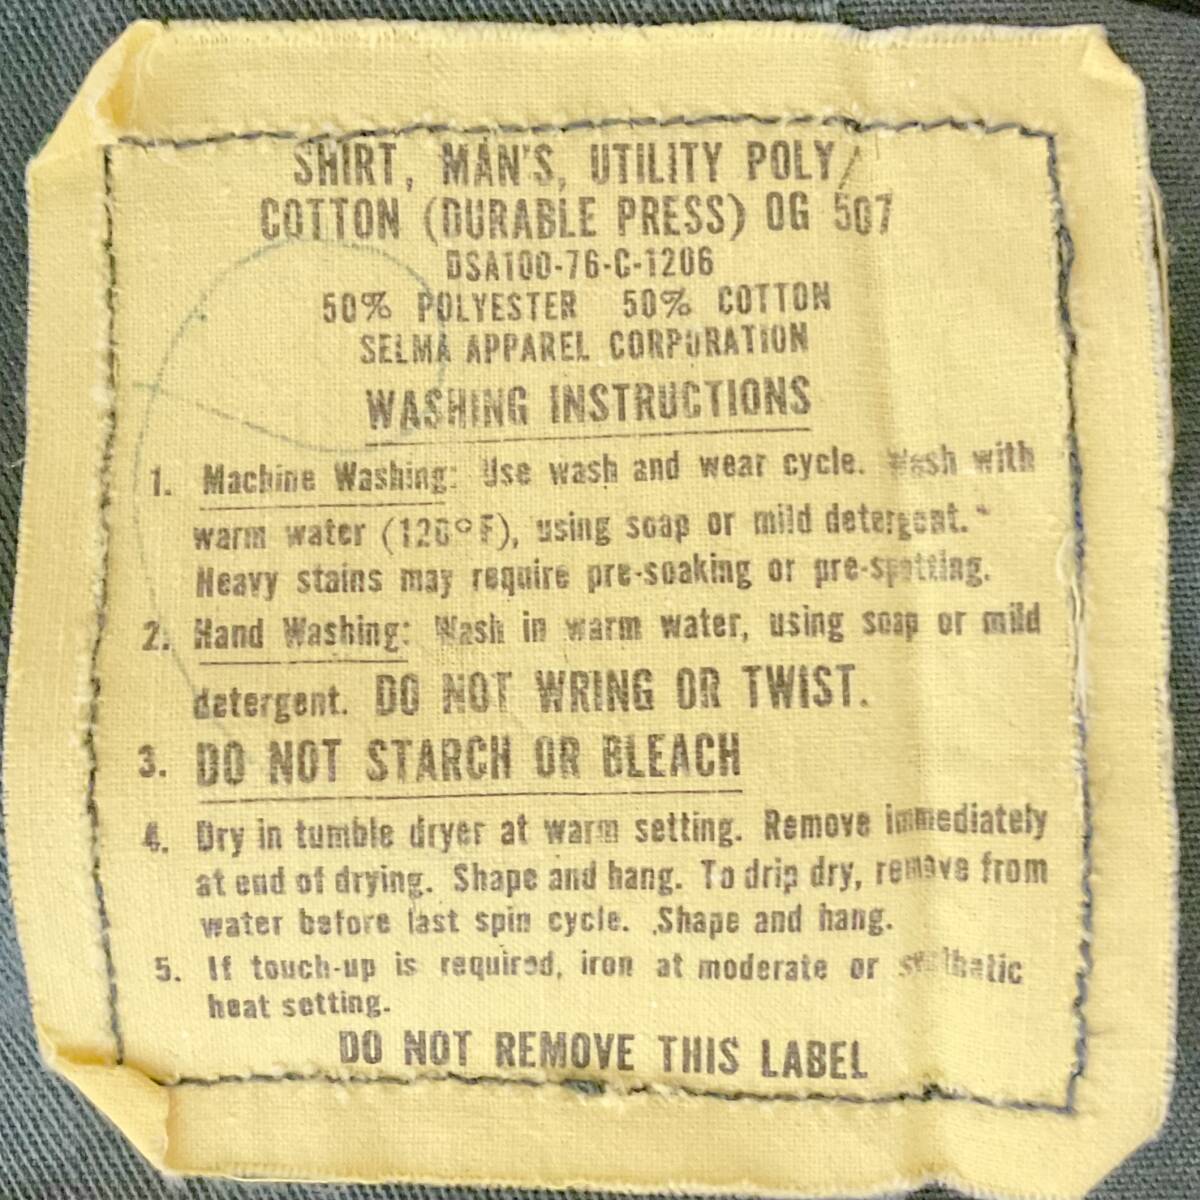 SHIRT, MAN'S, UTILITY POLY/
COTTON (DURABLE PRESS) OG 507
DSA100-76-C-1206
50% POLYESTER 50% COTTON
SELMA APPAREL CORPORATION
WASHING INSTRUCTIONS
1. Machine Washing: Use wash and wear cycle. Wash with
warm water (120°F), using soap or mild detergent.
Heavy stains may require pre-soaking or pre-spotting.
2. Hand Washing: Wash in warm water, using soap or mild
detergent. DO NOT WRING OR TWIST.
3. DO NOT STARCH OR BLEACH
4. Dry in tumble dryer at warm setting. Remove immediately
at end of drying. Shape and hang. To drip dry, remove from
water before last spin cycle. Shape and hang.
5. If touch-up is required, iron at moderate or synthetic
heat setting.
DO NOT REMOVE THIS LABEL